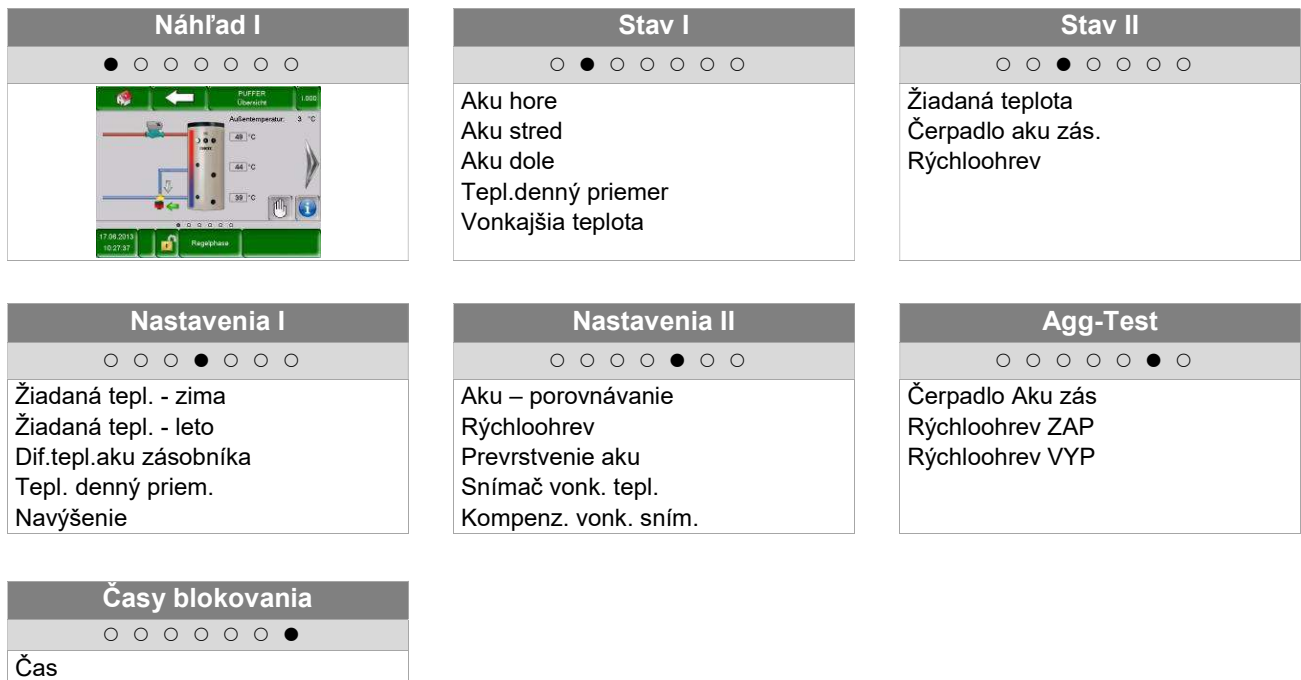 Náhľad I
PUFFER
Übersicht
1.000
Außentemperatur: 3 °C
49 °C
44 °C
39 °C
17.06.2013
10:27:37
Regelphase
Stav I
Aku hore
Aku stred
Aku dole
Tepl.denný priemer
Vonkajšia teplota
Stav II
Žiadaná teplota
Čerpadlo aku zás.
Rýchloohrev
Nastavenia I
Žiadaná tepl. - zima
Žiadaná tepl. - leto
Dif.tepl.aku zásobníka
Tepl. denný priem.
Navýšenie
Nastavenia II
Aku – porovnávanie
Rýchloohrev
Prevrstvenie aku
Snímač vonk. tepl.
Kompenz. vonk. sním.
Agg-Test
Čerpadlo Aku zás
Rýchloohrev ZAP
Rýchloohrev VYP
Časy blokovania
Čas